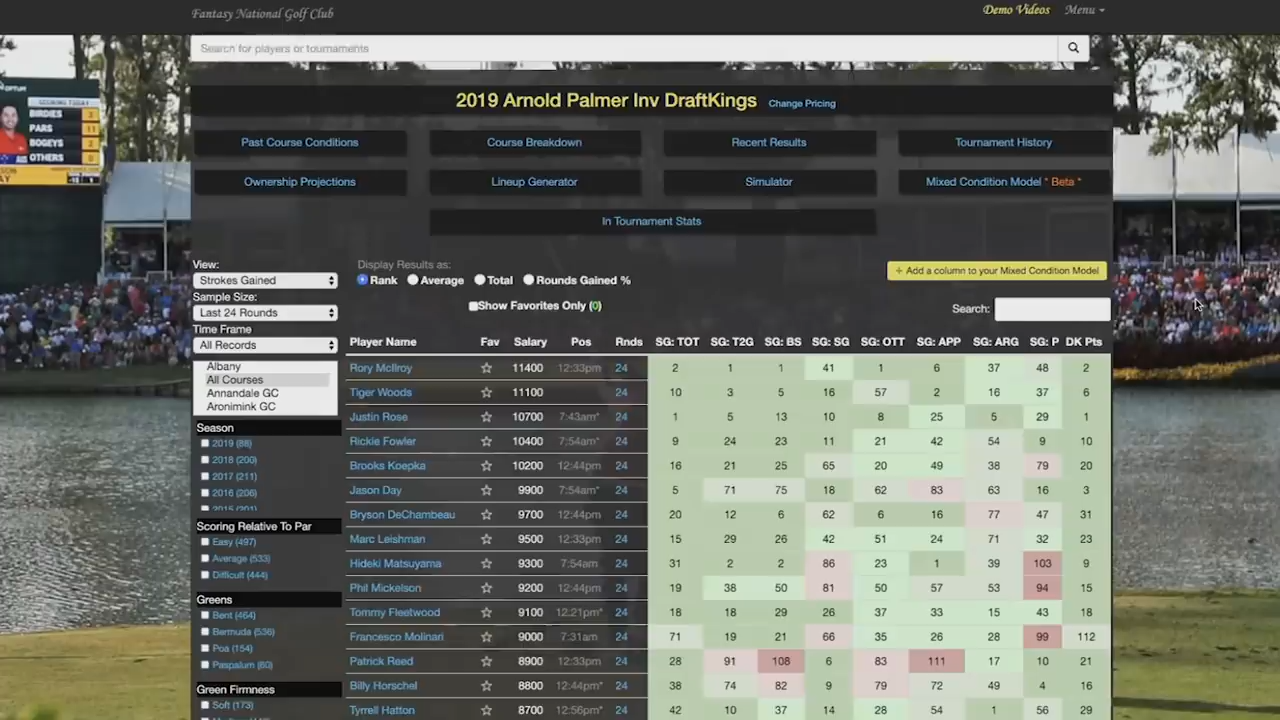 Fantasy National Golf Club
Demo Videos Menu
Search for players or tournaments
2019 Arnold Palmer Inv DraftKings Change Pricing
Past Course Conditions Course Breakdown Recent Results Tournament History
Ownership Projections Lineup Generator Simulator Mixed Condition Model * Beta *
In Tournament Stats
View:
Strokes Gained
Sample Size:
Last 24 Rounds
Time Frame
All Records
Albany
All Courses
Annandale GC
Aronimink GC
Season
2019 (88)
2018 (200)
2017 (211)
2016 (206)
2015 (201)
Scoring Relative To Par
Easy (497)
Average (533)
Difficult (444)
Greens
Bent (464)
Bermuda (536)
Poa (154)
Paspalum (60)
Green Firmness
Soft (173)
Display Results as:
Rank Average Total Rounds Gained %
Show Favorites Only (0)
+ Add a column to your Mixed Condition Model
Search:
Player Name Fav Salary Pos Rnds SG: TOT SG: T2G SG: BS SG: SG SG: OTT SG: APP SG: ARG SG: P DK Pts
Rory McIlroy 11400 12:33pm 24 2 1 1 41 1 6 37 48 2
Tiger Woods 11100 24 10 3 5 16 57 2 16 37 6
Justin Rose 10700 7:43am* 24 1 5 13 10 8 25 5 29 1
Rickie Fowler 10400 7:54am* 24 9 24 23 11 21 42 54 9 10
Brooks Koepka 10200 12:44pm 24 16 21 25 65 20 49 38 79 20
Jason Day 9900 7:54am* 24 5 71 75 18 62 83 63 16 3
Bryson DeChambeau 9700 12:44pm 24 20 12 6 62 6 16 77 47 31
Marc Leishman 9500 12:33pm 24 15 29 26 42 51 24 71 32 23
Hideki Matsuyama 9300 7:54am 24 31 2 2 86 23 1 39 103 9
Phil Mickelson 9200 12:44pm 24 19 38 50 81 50 57 53 94 15
Tommy Fleetwood 9100 12:21pm* 24 18 18 29 26 37 33 15 43 18
Francesco Molinari 9000 7:31am 24 71 19 21 66 35 26 28 99 112
Patrick Reed 8900 12:33pm 24 28 91 108 6 83 111 17 10 21
Billy Horschel 8800 12:44pm* 24 38 74 82 9 79 72 49 4 16
Tyrrell Hatton 8700 12:56pm* 24 42 10 37 14 28 54 1 56 29
OPTUM
SCORING TODAY
BIRDIES 2
PARS 11
BOGEYS 2
OTHERS 0